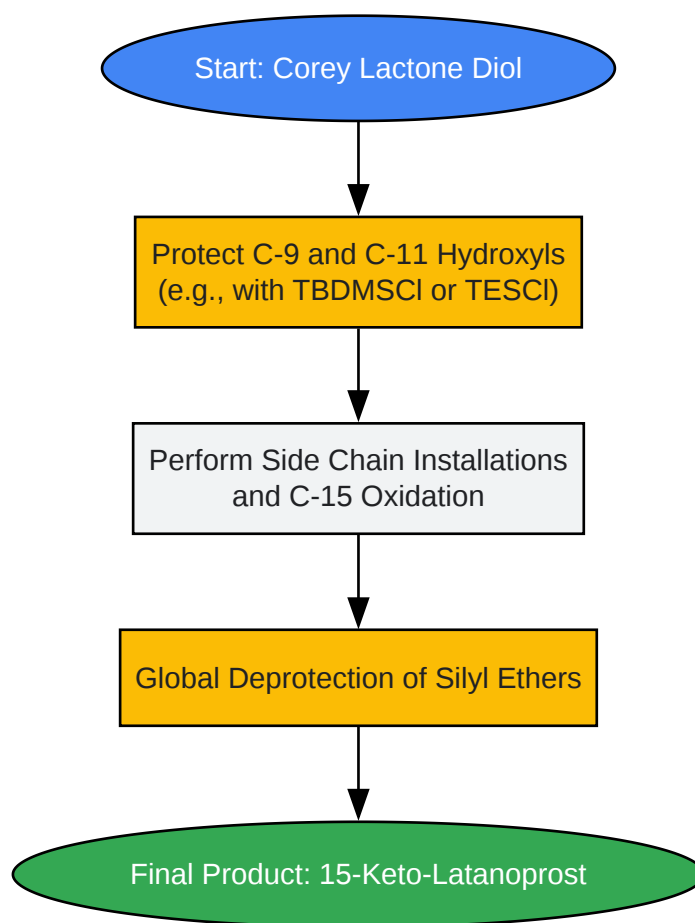 Start: Corey Lactone Diol
Protect C-9 and C-11 Hydroxyls
(e.g., with TBDMSCl or TESCl)
Perform Side Chain Installations
and C-15 Oxidation
Global Deprotection of Silyl Ethers
Final Product: 15-Keto-Latanoprost